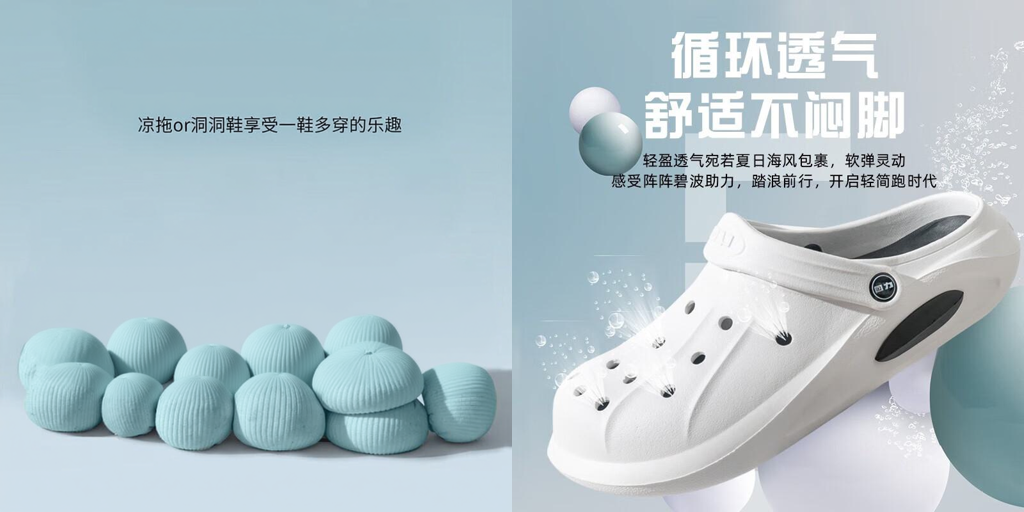 凉拖or洞洞鞋享受一鞋多穿的乐趣
循环透气
舒适不闷脚
轻盈透气宛若夏日海风包裹，软弹灵动
感受阵阵碧波助力，踏浪前行，开启轻简跑时代
回力